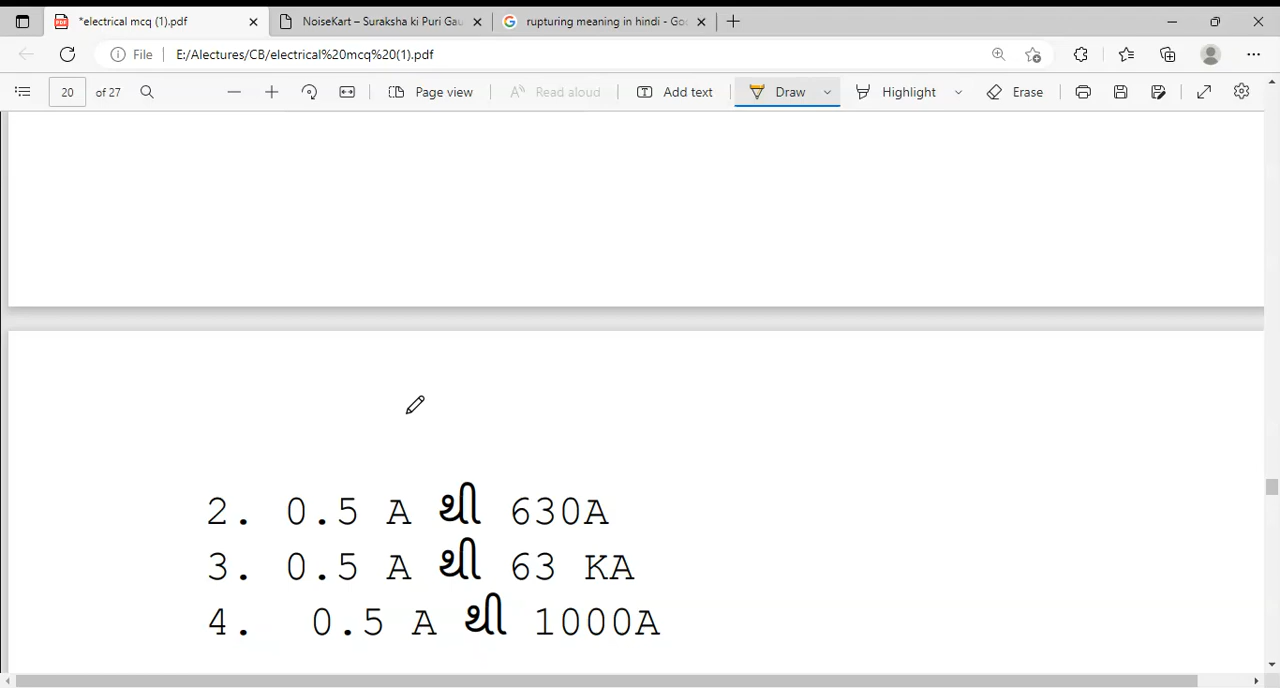 *electrical mcq (1).pdf
NoiseKart – Suraksha ki Puri Gau
rupturing meaning in hindi - Goo
File
E:/Alectures/CB/electrical%20mcq%20(1).pdf
20 of 27
Page view
Read aloud
Add text
Draw
Highlight
Erase
2. 0.5 A થી 630A
3. 0.5 A થી 63 KA
4. 0.5 A થી 1000A